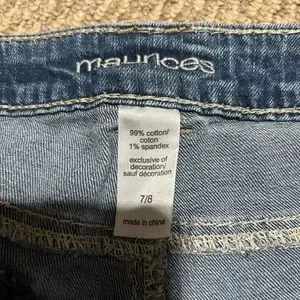 maurices
99% cotton/
coton
1% spandex
exclusive of
decoration/
sauf décoration
7/8
made in china